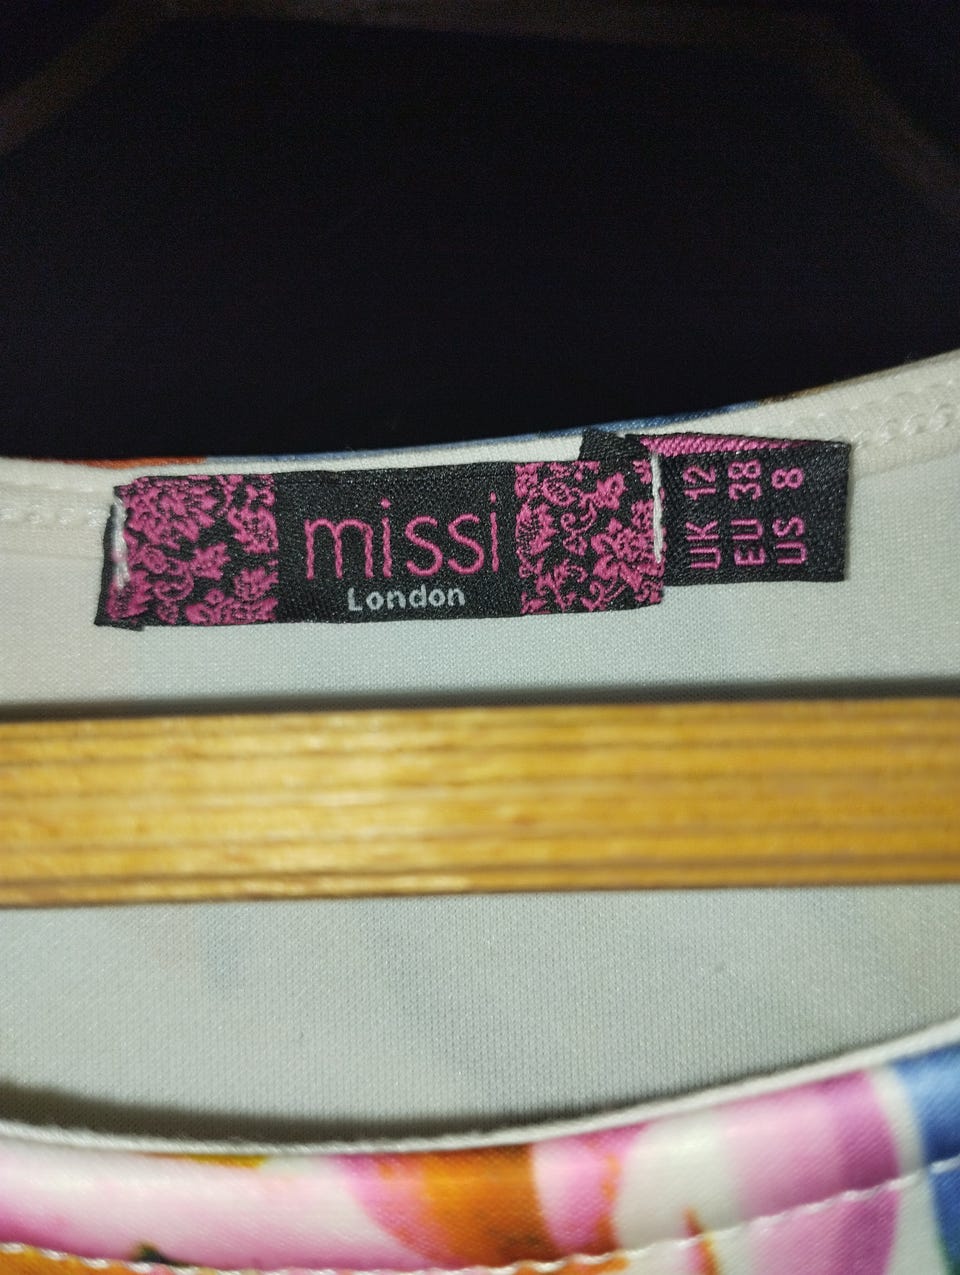 missi
London
UK 12
EU 38
US 8